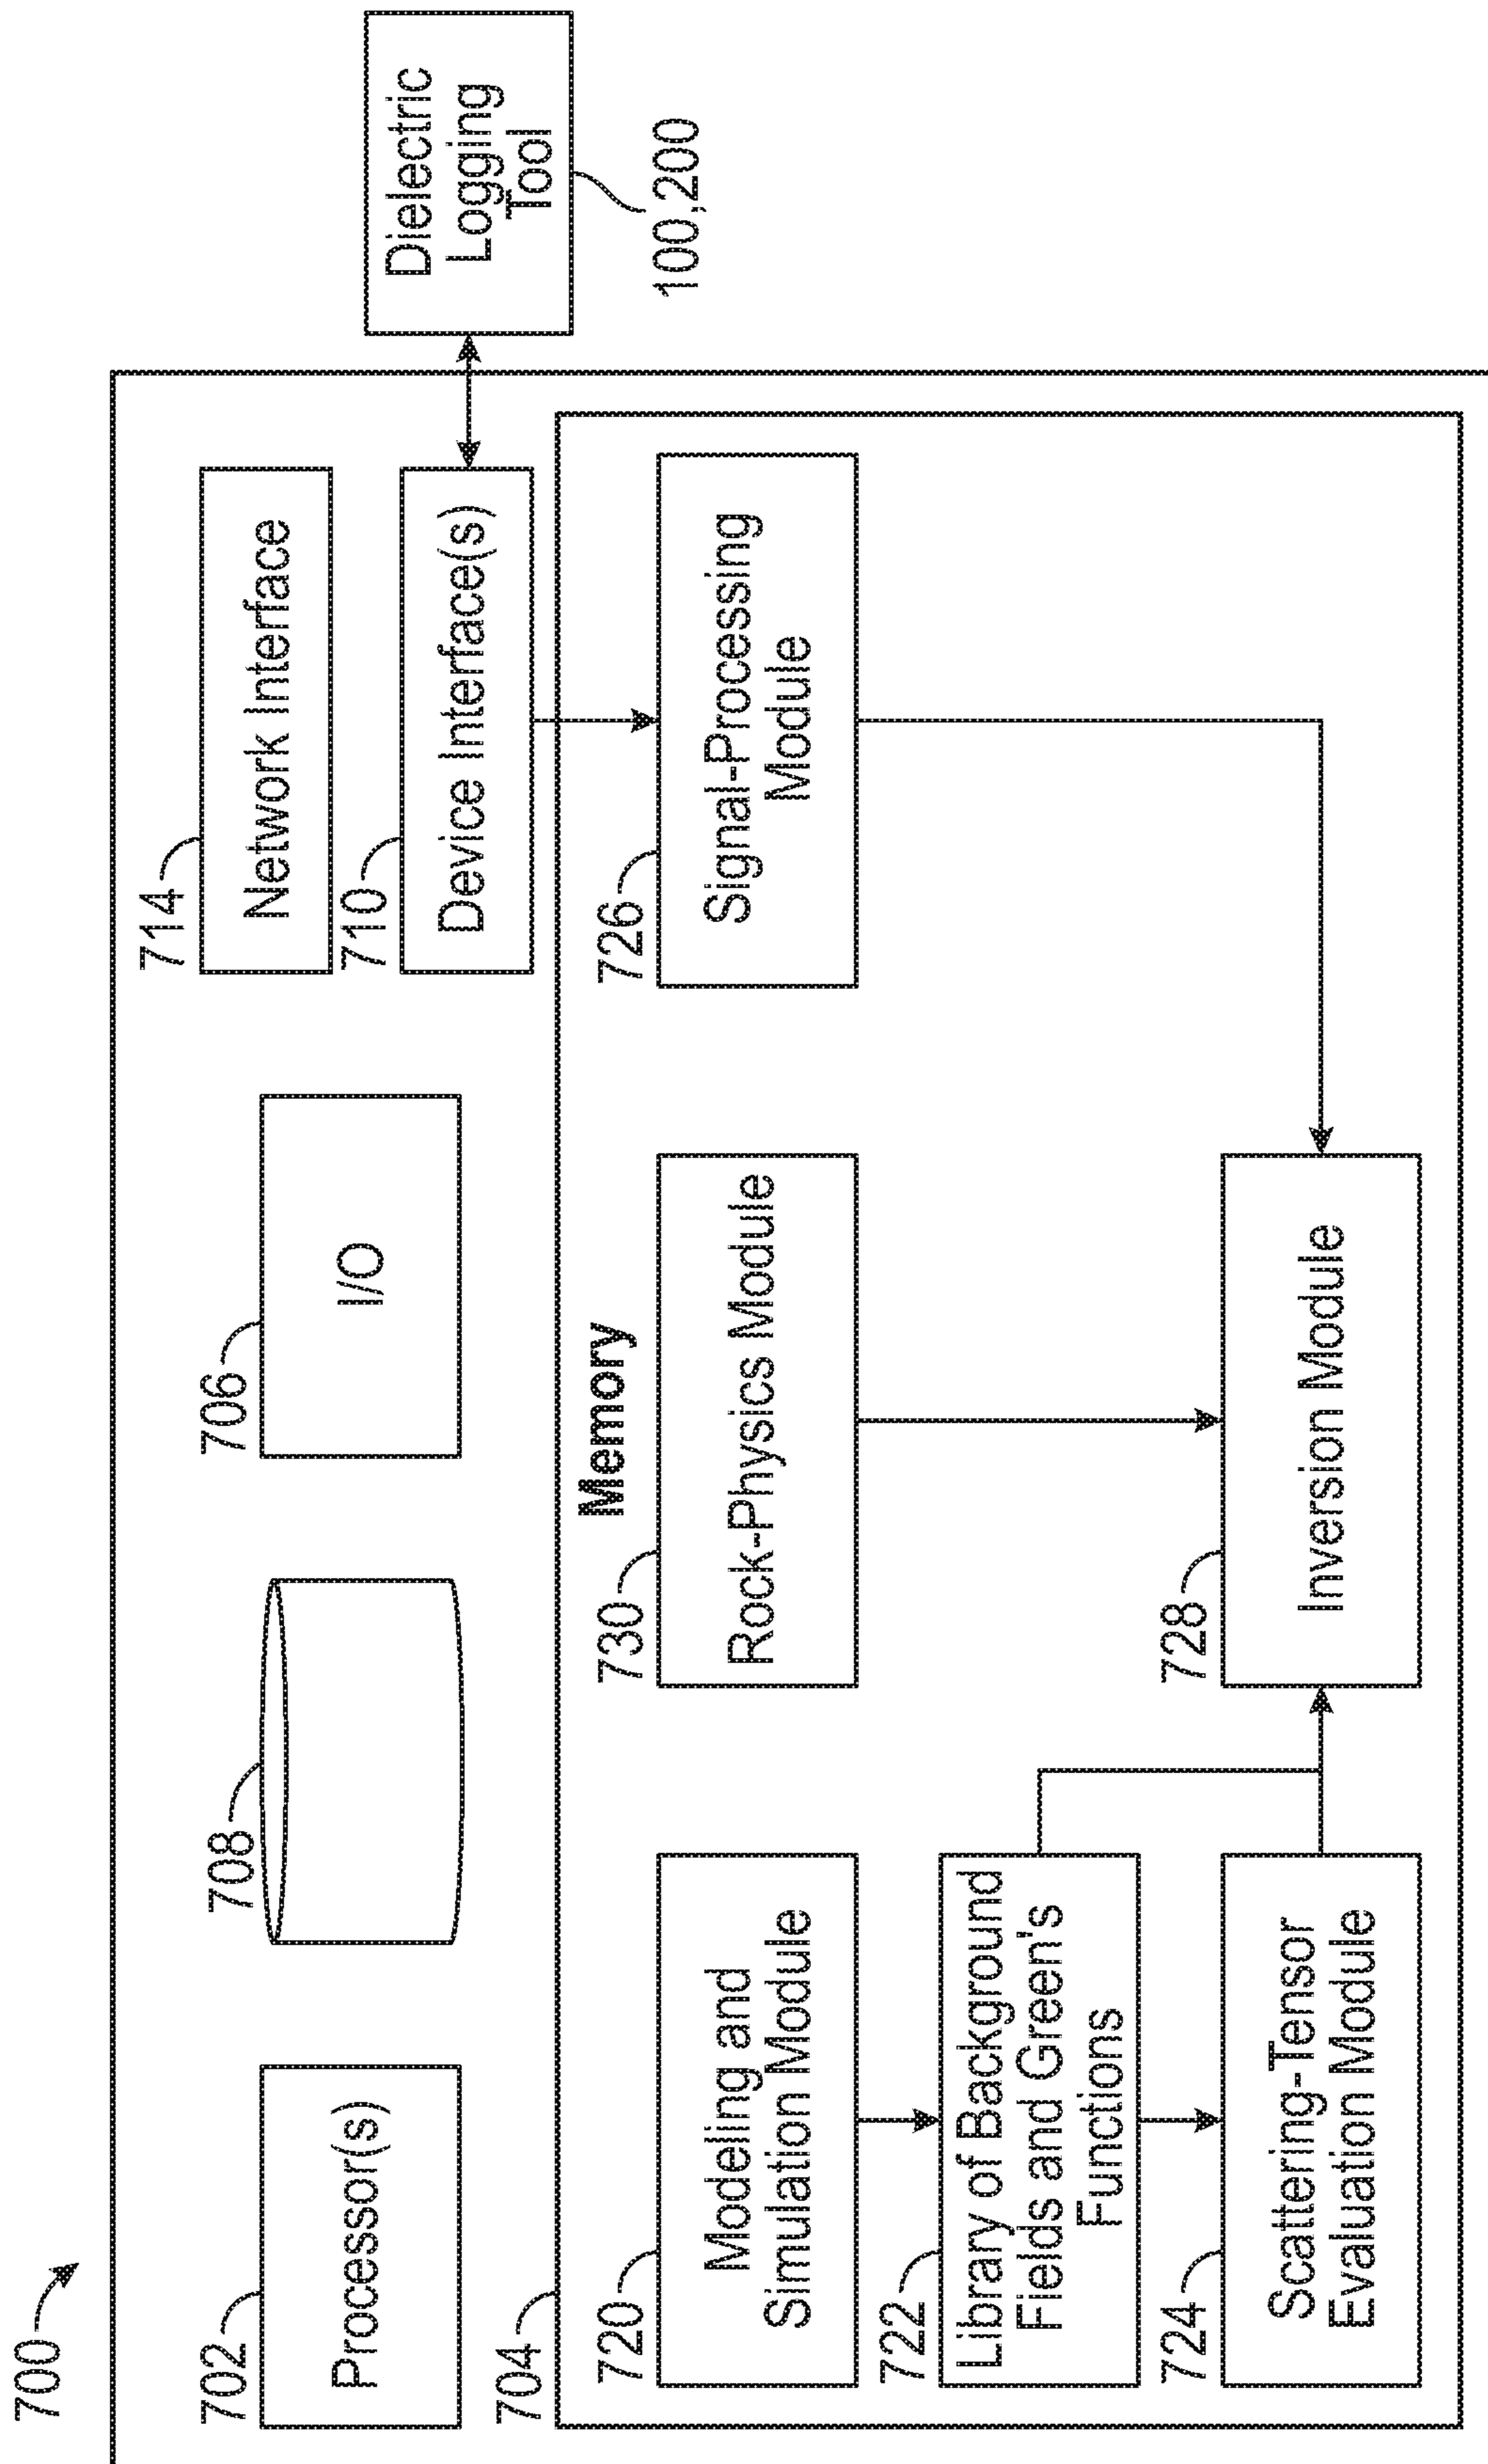 700
702
Processor(s)
708
706
I/O
714
Network Interface
710
Device Interface(s)
Dielectric
Logging
Tool
100,200
704
Memory
720
Modeling and
Simulation Module
730
Rock-Physics Module
726
Signal-Processing
Module
722
Library of Background
Fields and Green's
Functions
724
Scattering-Tensor
Evaluation Module
728
Inversion Module